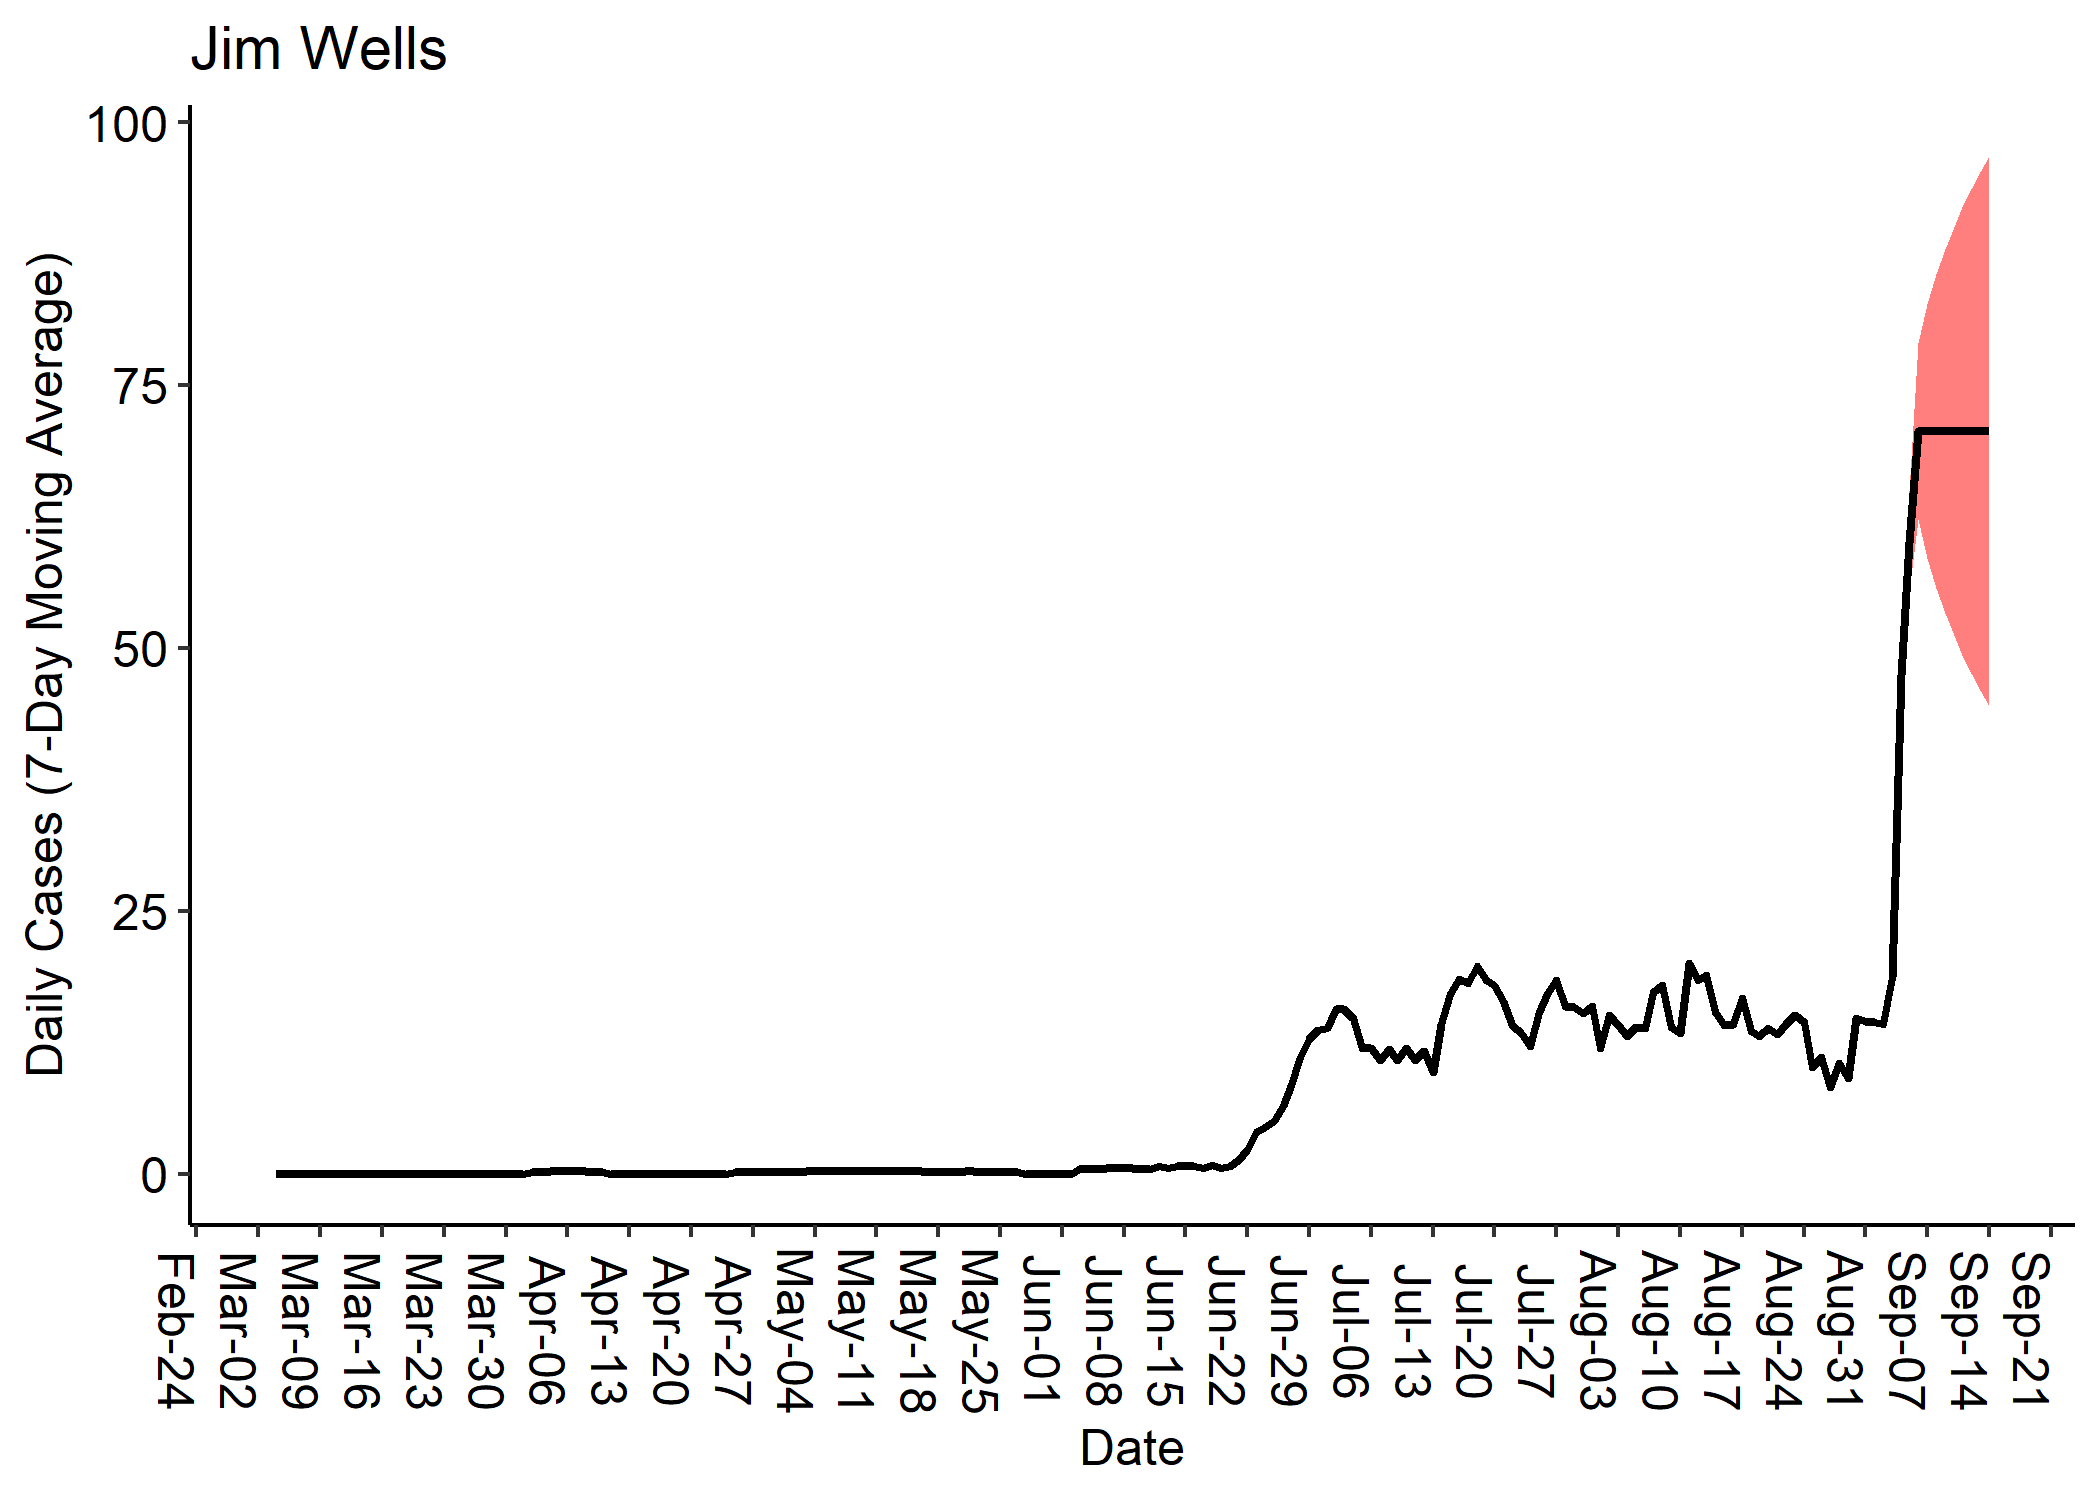 Jim Wells
Daily Cases (7-Day Moving Average)
100
75
50
25
0
Feb-24
Mar-02
Mar-09
Mar-16
Mar-23
Mar-30
Apr-06
Apr-13
Apr-20
Apr-27
May-04
May-11
May-18
May-25
Jun-01
Jun-08
Jun-15
Jun-22
Jun-29
Jul-06
Jul-13
Jul-20
Jul-27
Aug-03
Aug-10
Aug-17
Aug-24
Aug-31
Sep-07
Sep-14
Sep-21
Date